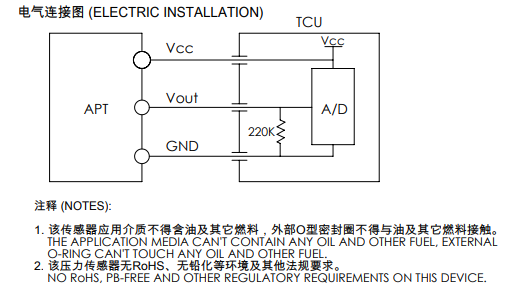 电气连接图 (ELECTRIC INSTALLATION)
TCU
Vcc
Vcc
Vout
APT
A/D
220K
GND
注释 (NOTES):
1. 该传感器应用介质不得含油及其它燃料，外部O型密封圈不得与油及其它燃料接触。
THE APPLICATION MEDIA CAN'T CONTAIN ANY OIL AND OTHER FUEL, EXTERNAL
O-RING CAN'T TOUCH ANY OIL AND OTHER FUEL.
2. 该压力传感器无RoHS、无铅化等环境及其他法规要求。
NO RoHS, PB-FREE AND OTHER REGULATORY REQUIREMENTS ON THIS DEVICE.